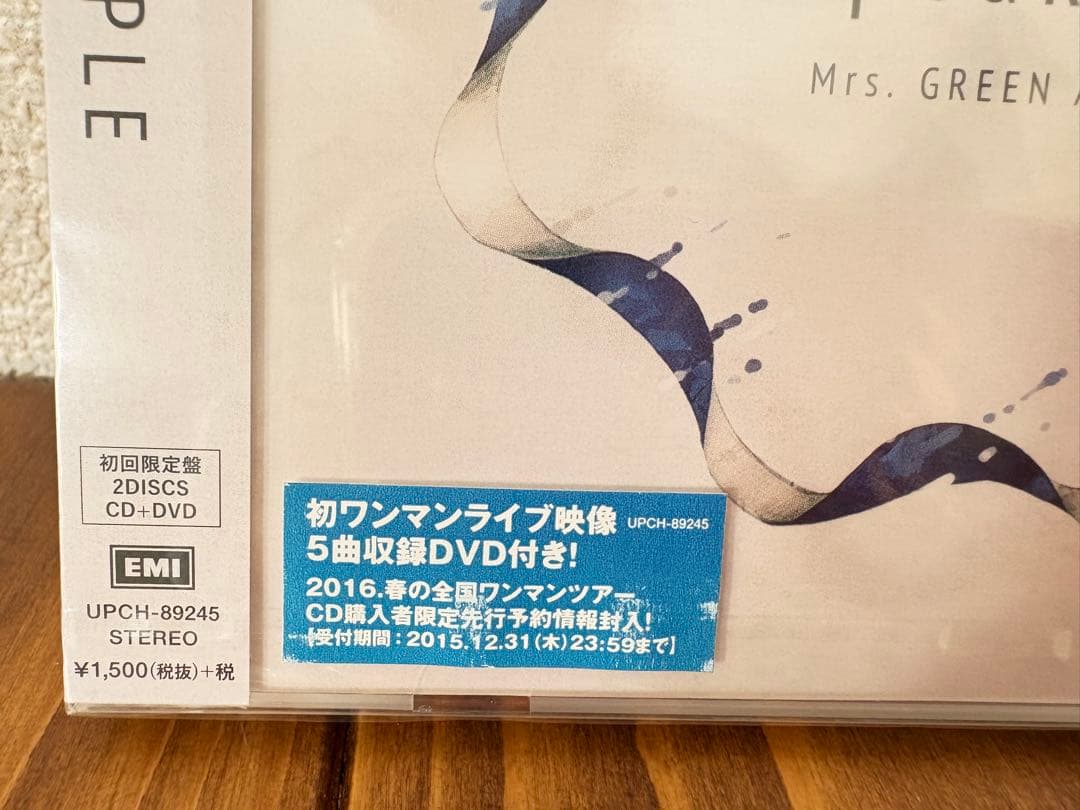 PLE
Mrs. GREEN
初回限定盤
2DISCS
CD+DVD
EMI
UPCH-89245
STEREO
¥1,500(税抜)+税
初ワンマンライブ映像 UPCH-89245
5曲収録DVD付き!
2016.春の全国ワンマンツアー
CD購入者限定先行予約情報封入!
【受付期間:2015.12.31(木)23:59まで】